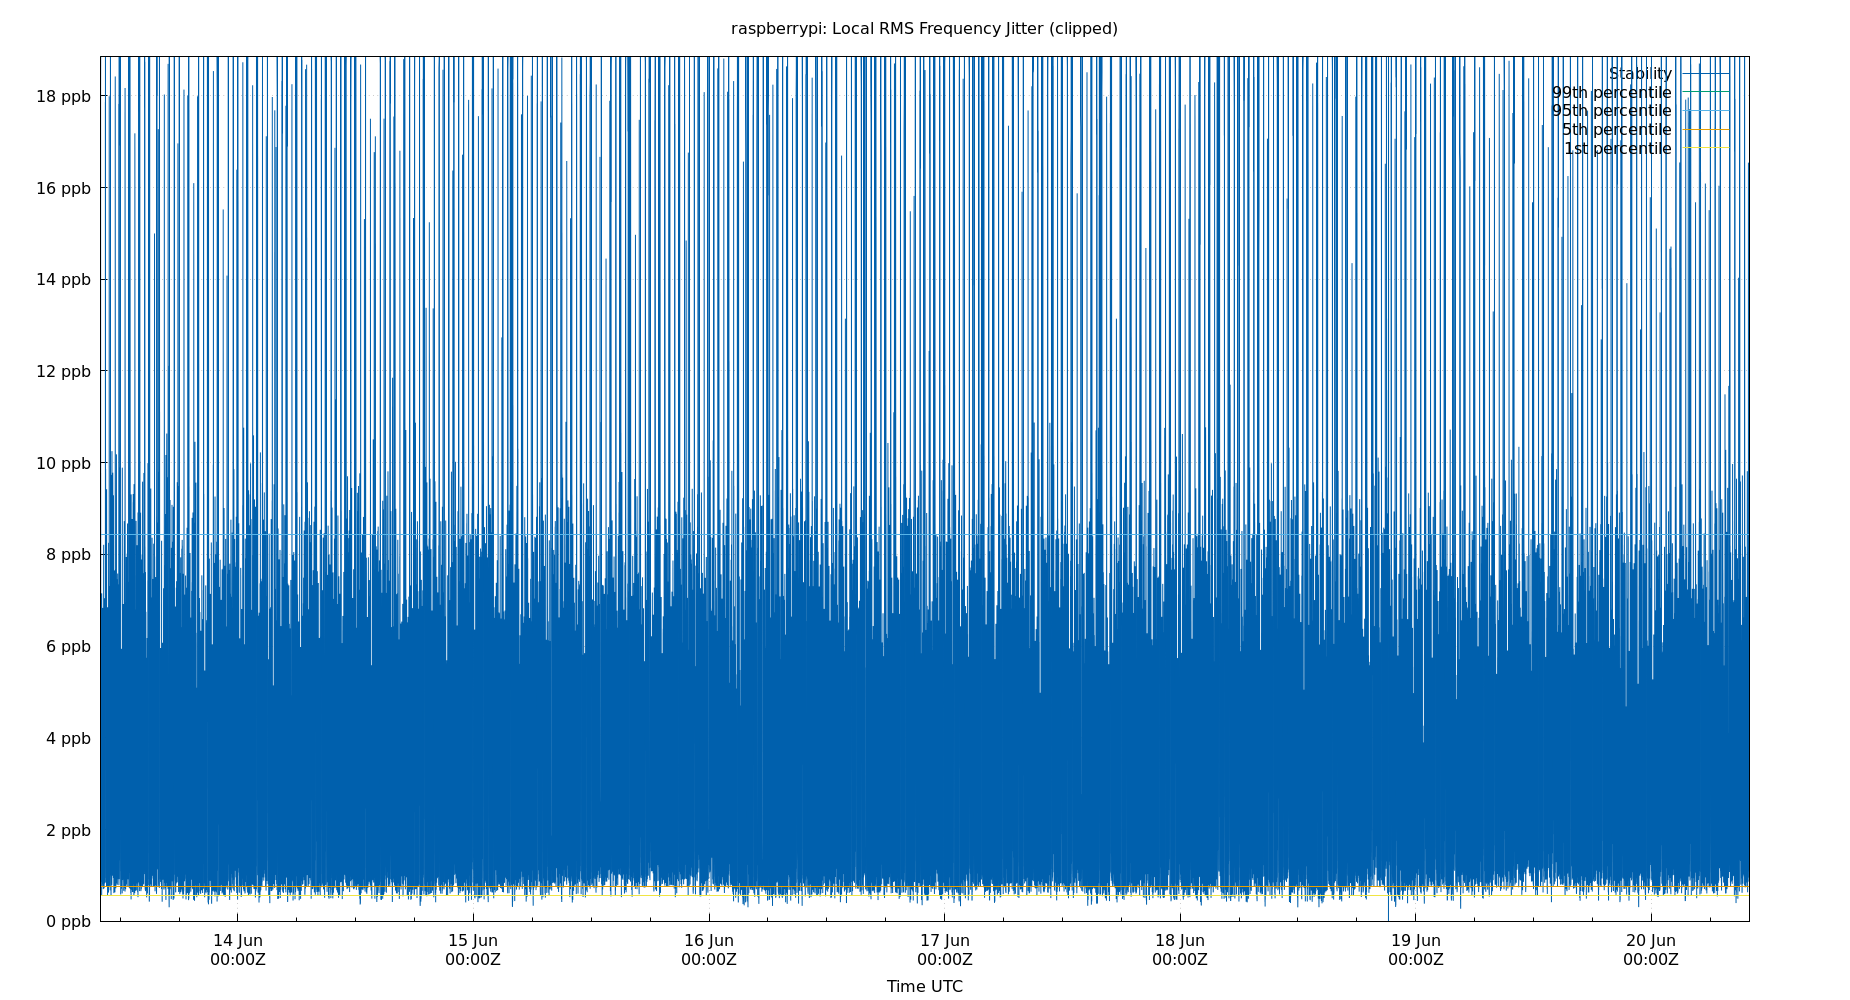 raspberrypi: Local RMS Frequency Jitter (clipped)
Stability
99th percentile
95th percentile
5th percentile
1st percentile
18 ppb
16 ppb
14 ppb
12 ppb
10 ppb
8 ppb
6 ppb
4 ppb
2 ppb
0 ppb
14 Jun 15 Jun 16 Jun 17 Jun 18 Jun 19 Jun 20 Jun
00:00Z 00:00Z 00:00Z 00:00Z 00:00Z 00:00Z 00:00Z
Time UTC